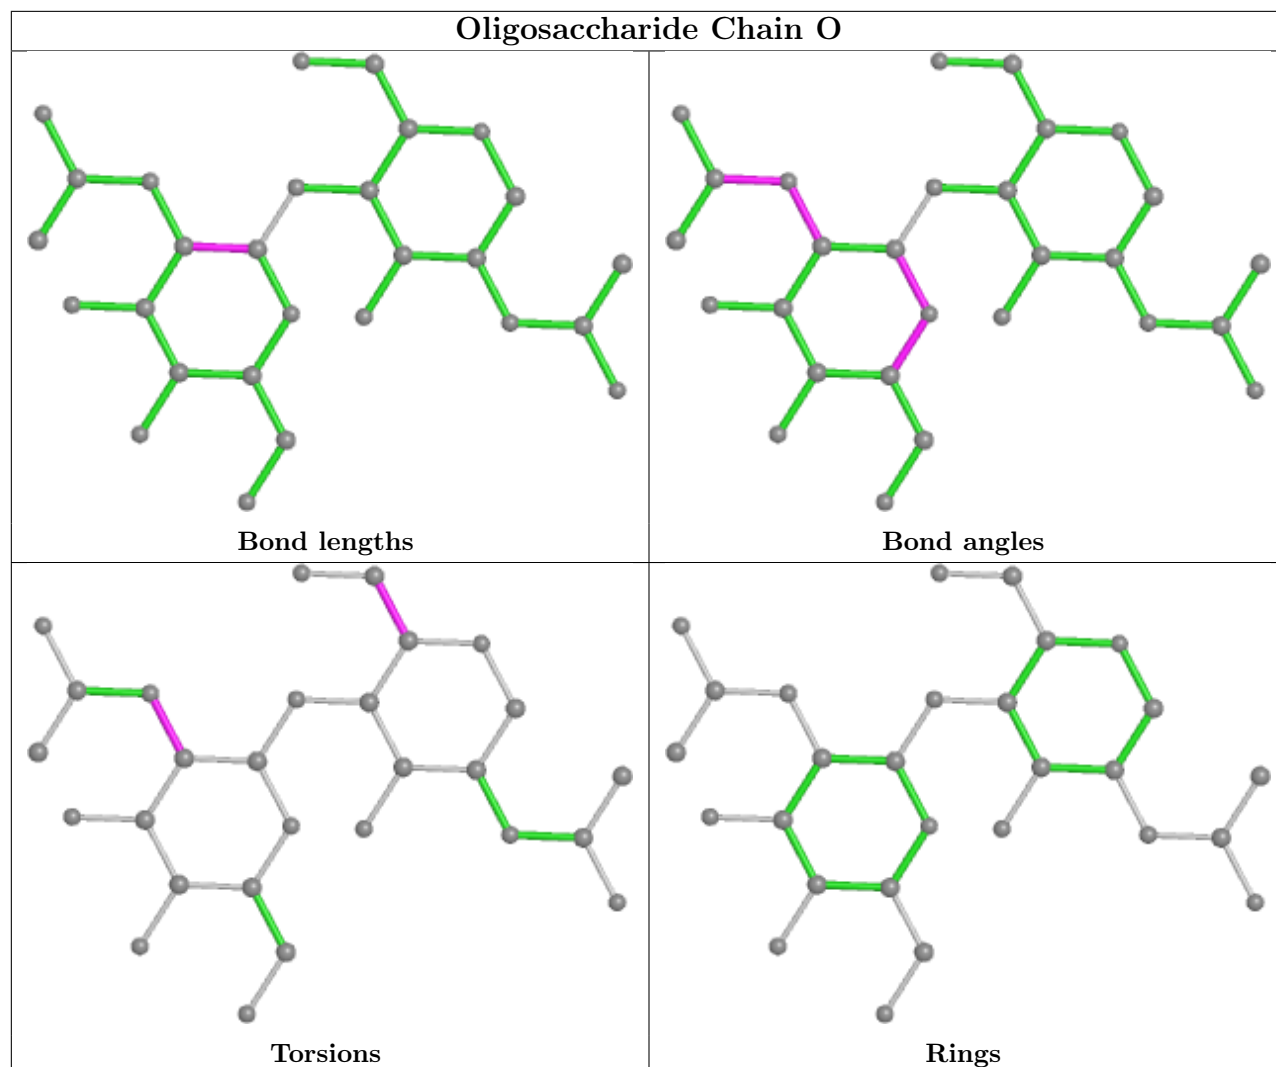 Oligosaccharide Chain O
Bond lengths
Bond angles
Torsions
Rings